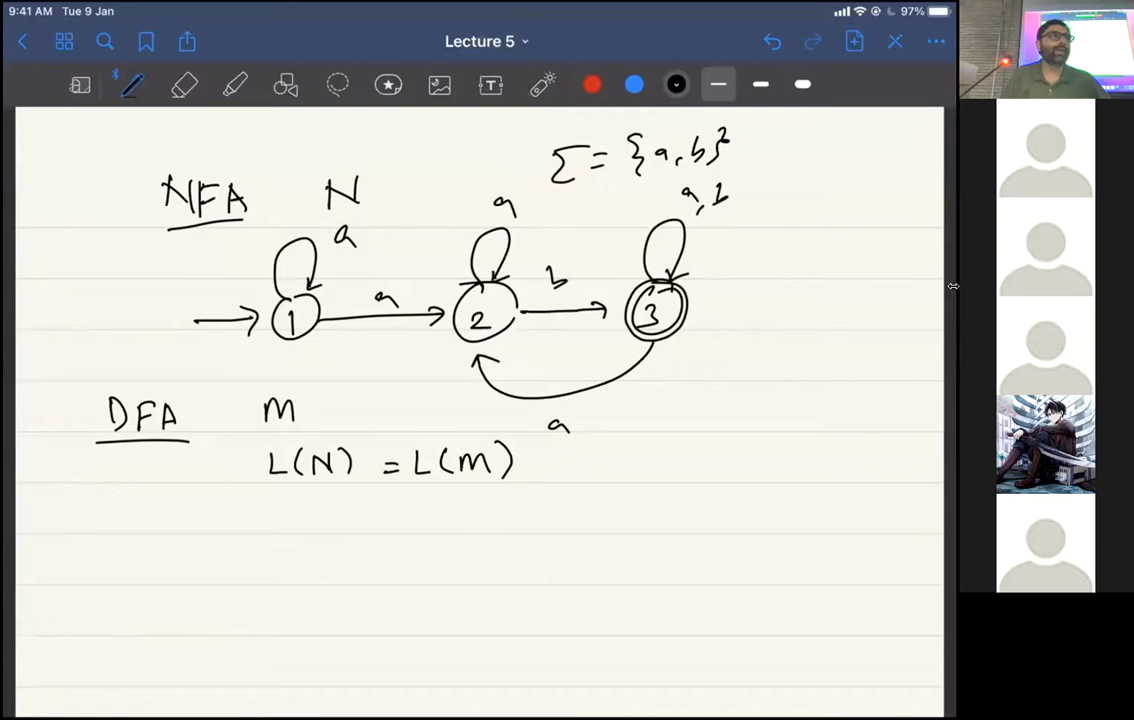 9:41 AM Tue 9 Jan
97%
Lecture 5
T
Σ = {a, b}
NFA N
a
a
a, b
a
b
1
2
3
a
DFA M
L(N) = L(M)